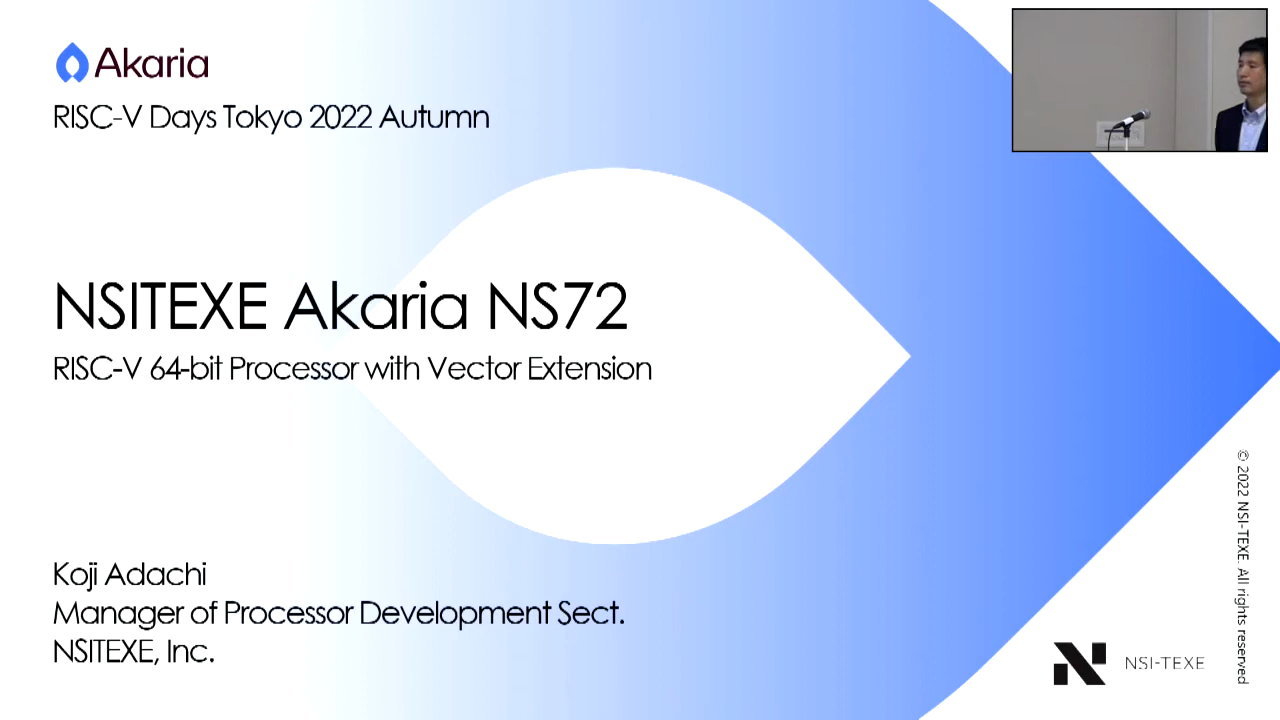 Akaria
RISC-V Days Tokyo 2022 Autumn
NSITEXE Akaria NS72
RISC-V 64-bit Processor with Vector Extension
Koji Adachi
Manager of Processor Development Sect.
NSITEXE, Inc.
NSI-TEXE
© 2022 NSI-TEXE. All rights reserved